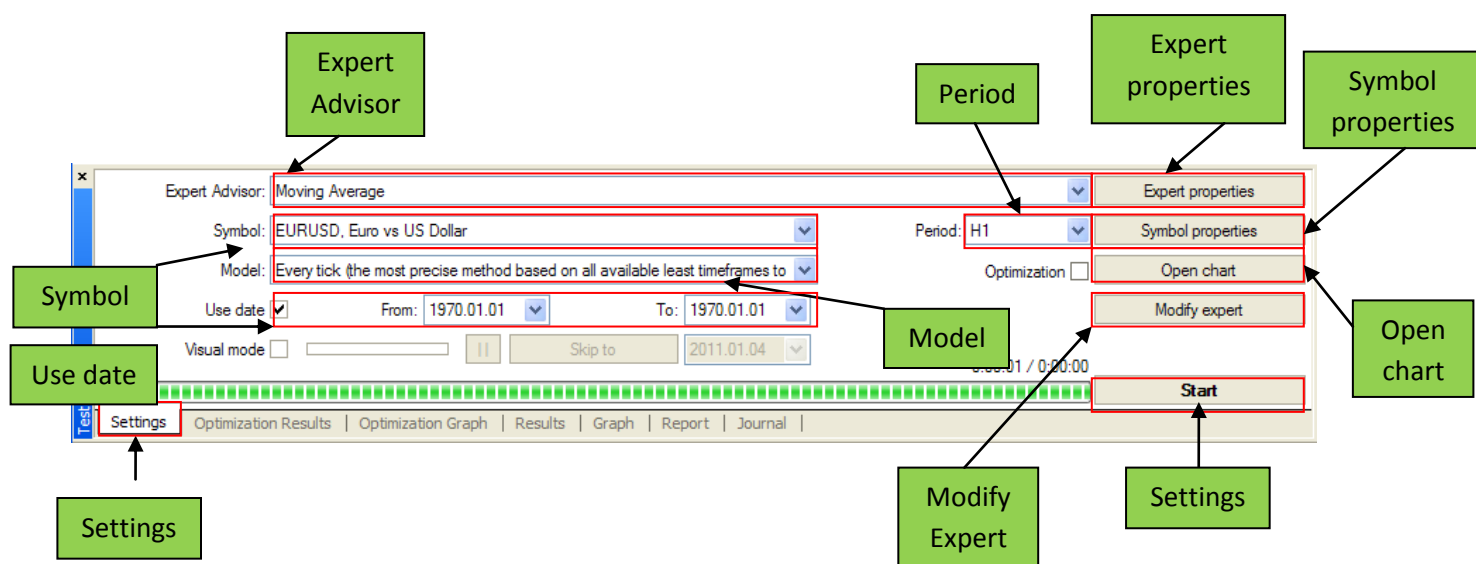 Expert
Advisor
Period
Expert
properties
Symbol
properties
Expert Advisor: Moving Average Expert properties
Symbol: EURUSD, Euro vs US Dollar Period: H1 Symbol properties
Model: Every tick (the most precise method based on all available least timeframes to Optimization Open chart
Symbol
Use date From: 1970.01.01 To: 1970.01.01 Modify expert
Model
Open
chart
Visual mode Skip to 2011.01.04
/ 0:00:00
Use date
Start
Test
Settings Optimization Results | Optimization Graph | Results | Graph | Report | Journal |
Settings
Modify
Expert
Settings